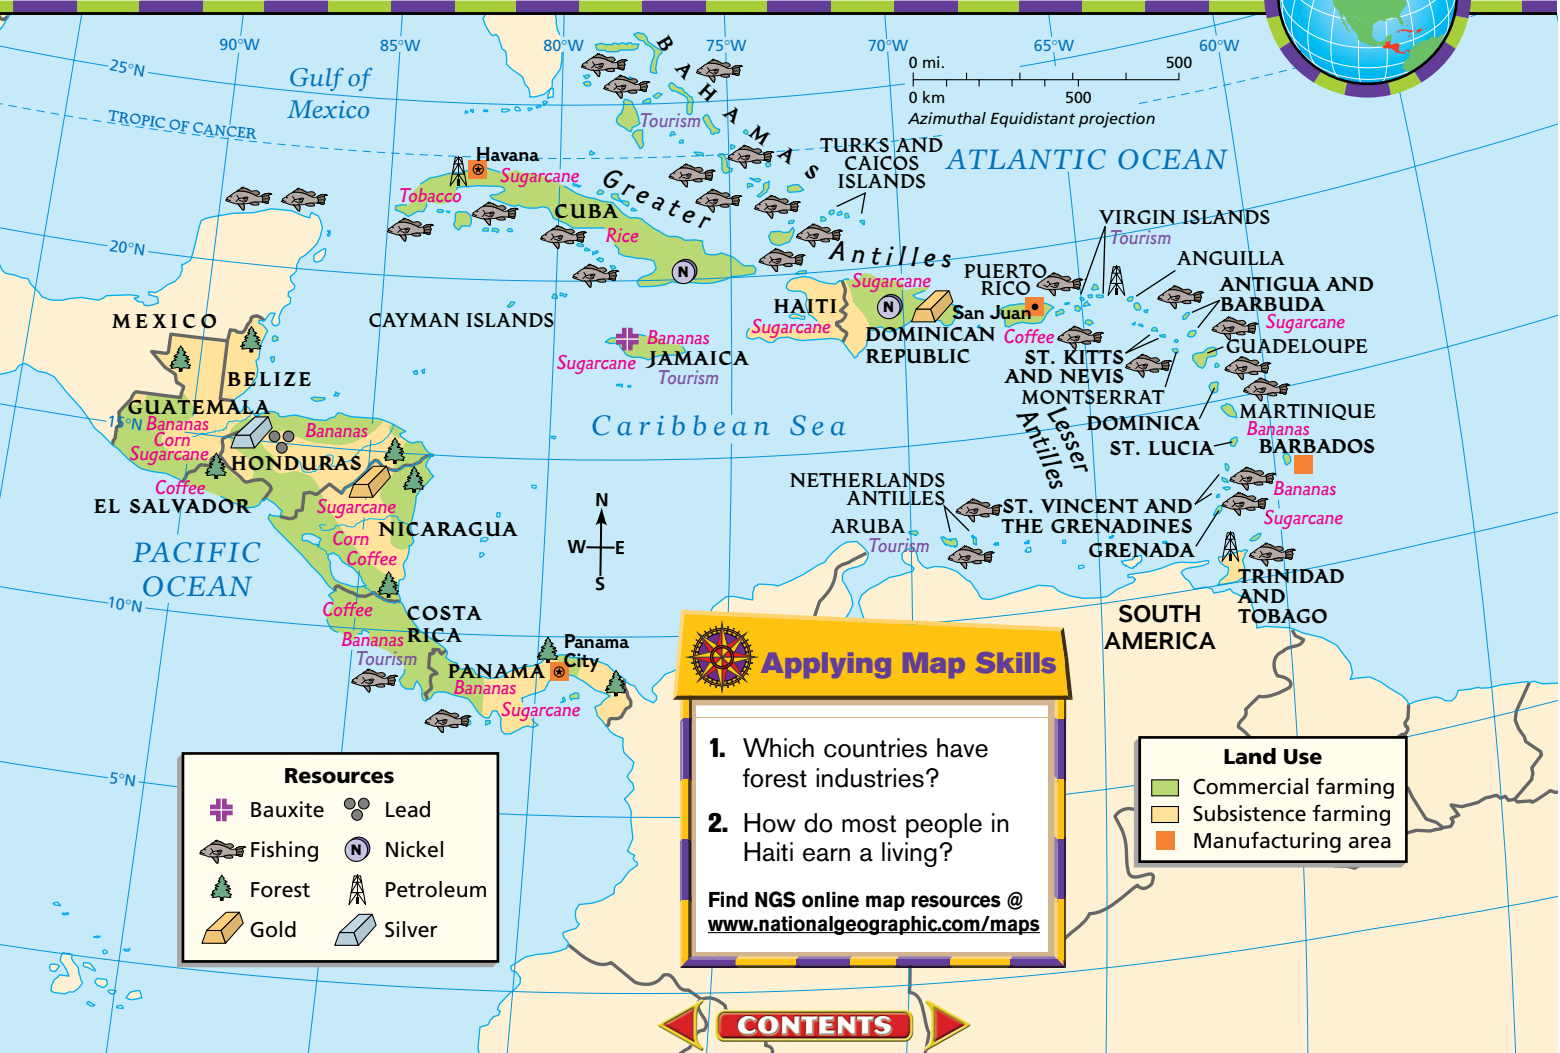 90°W
85°W
80°W
75°W
70°W
65°W
60°W
25°N
20°N
15°N
10°N
5°N
TROPIC OF CANCER
Gulf of
Mexico
BAHAMAS
Tourism
0 mi.
500
0 km
500
Azimuthal Equidistant projection
ATLANTIC OCEAN
TURKS AND
CAICOS
ISLANDS
Havana
Sugarcane
Tobacco
CUBA
Rice
N
Greater
Antilles
VIRGIN ISLANDS
Tourism
ANGUILLA
PUERTO
RICO
San Juan
Coffee
ANTIGUA AND
BARBUDA
Sugarcane
GUADELOUPE
Sugarcane
HAITI
Sugarcane
N
DOMINICAN
REPUBLIC
ST. KITTS
AND NEVIS
MONTSERRAT
DOMINICA
MARTINIQUE
Bananas
ST. LUCIA
BARBADOS
Bananas
Sugarcane
Lesser
Antilles
MEXICO
CAYMAN ISLANDS
Bananas
Sugarcane
JAMAICA
Tourism
BELIZE
GUATEMALA
Bananas
Corn
Sugarcane
Bananas
HONDURAS
Coffee
EL SALVADOR
Sugarcane
NICARAGUA
Corn
Coffee
Caribbean Sea
NETHERLANDS
ANTILLES
ARUBA
Tourism
ST. VINCENT AND
THE GRENADINES
GRENADA
TRINIDAD
AND
TOBAGO
PACIFIC
OCEAN
N
W
E
S
Coffee
COSTA
RICA
Bananas
Tourism
PANAMA
Bananas
Panama
City
Sugarcane
SOUTH
AMERICA
Applying Map Skills
1. Which countries have
forest industries?
2. How do most people in
Haiti earn a living?
Find NGS online map resources @
www.nationalgeographic.com/maps
Resources
Bauxite
Lead
Fishing
N
Nickel
Forest
Petroleum
Gold
Silver
Land Use
Commercial farming
Subsistence farming
Manufacturing area
CONTENTS